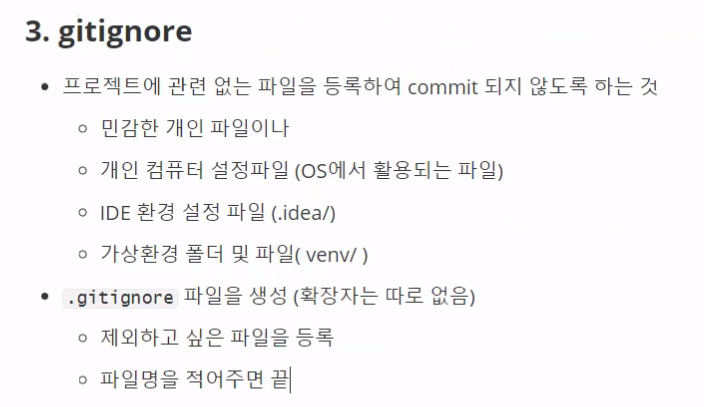 3. gitignore
프로젝트에 관련 없는 파일을 등록하여 commit 되지 않도록 하는 것
민감한 개인 파일이나
개인 컴퓨터 설정파일 (OS에서 활용되는 파일)
IDE 환경 설정 파일 (.idea/)
가상환경 폴더 및 파일( venv/ )
.gitignore 파일을 생성 (확장자는 따로 없음)
제외하고 싶은 파일을 등록
파일명을 적어주면 끝